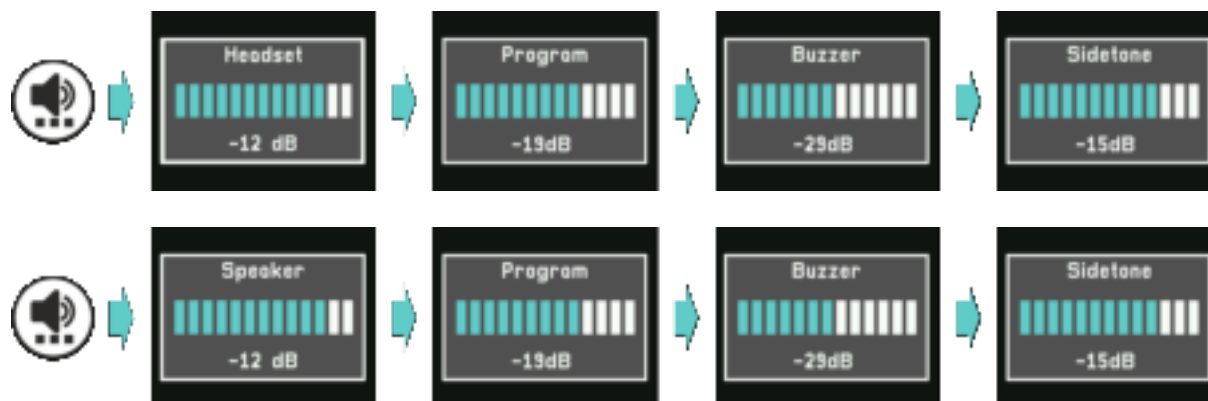 Headset
-12 dB
Program
-19dB
Buzzer
-29dB
Sidetone
-15dB
Speaker
-12 dB
Program
-19dB
Buzzer
-29dB
Sidetone
-15dB